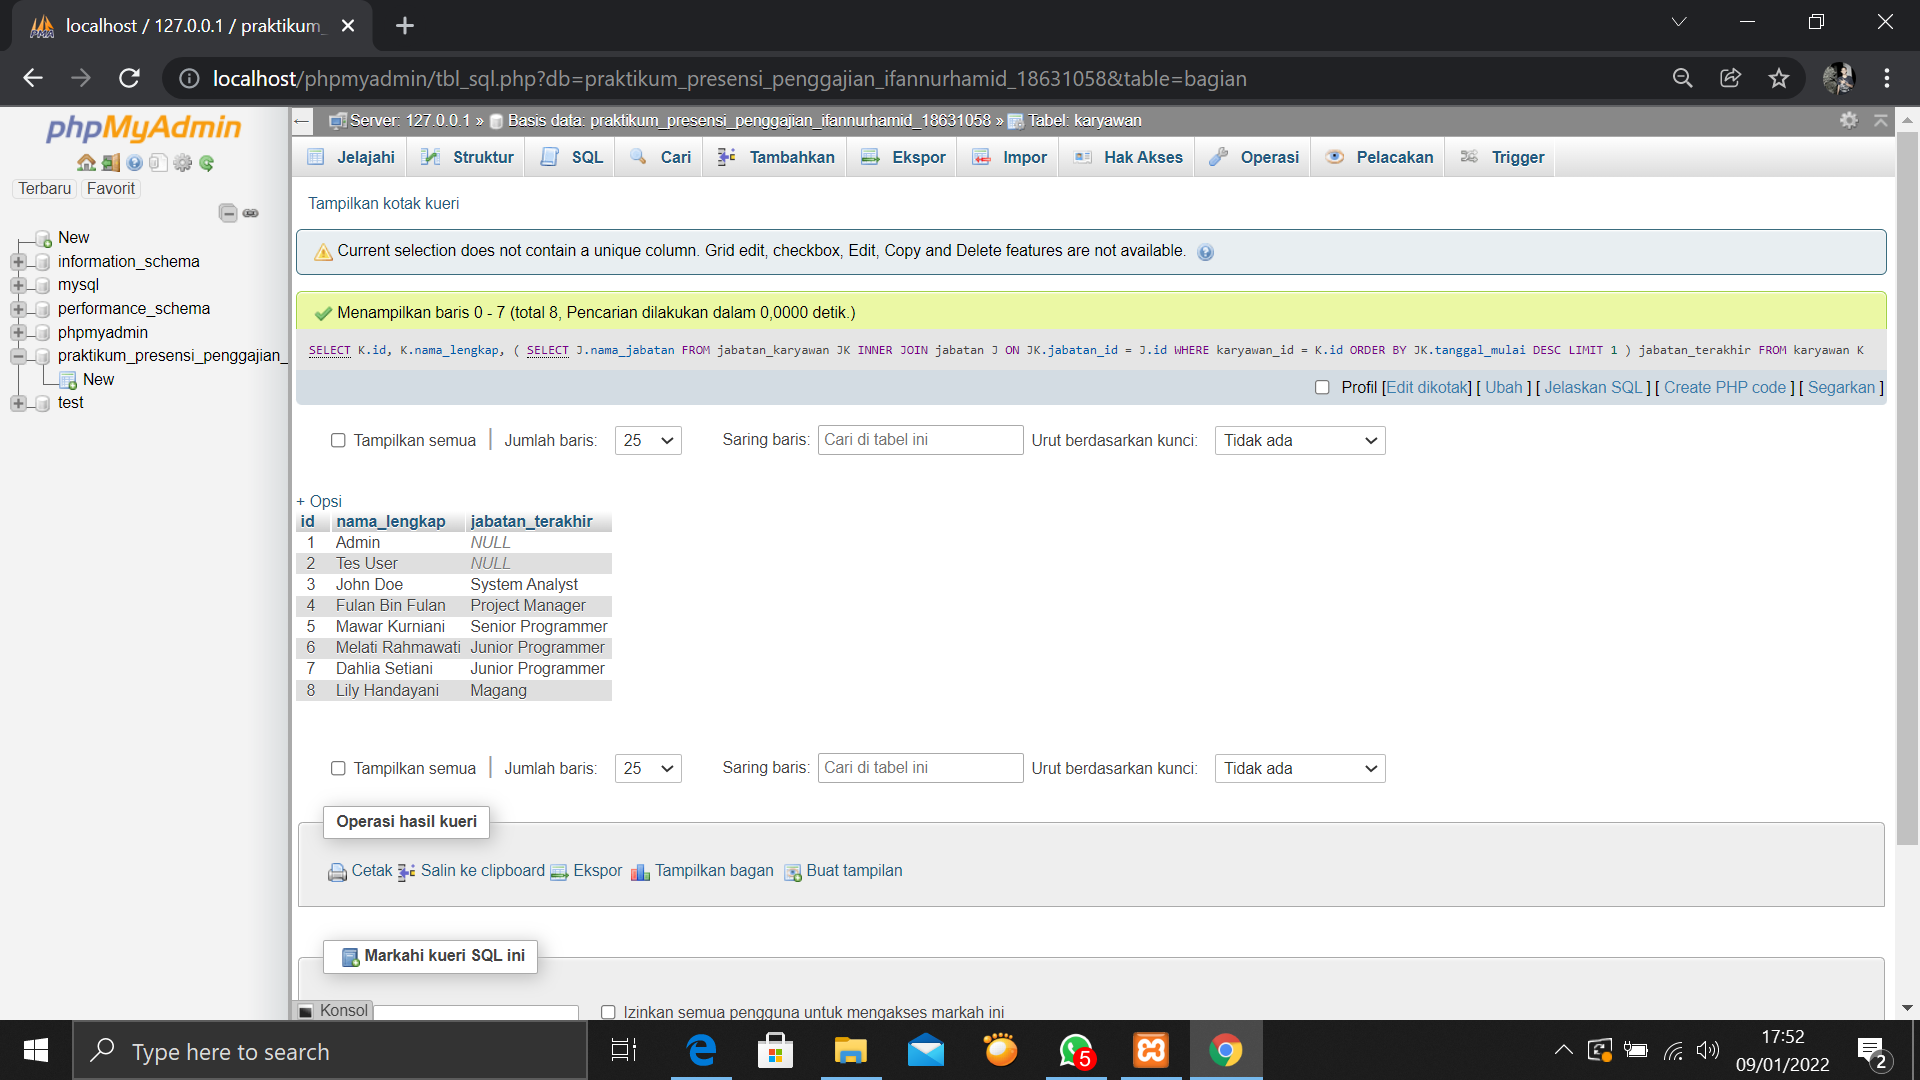 localhost / 127.0.0.1 / praktikum_
localhost/phpmyadmin/tbl_sql.php?db=praktikum_presensi_penggajian_ifannurhamid_18631058&table=bagian
phpMyAdmin
Terbaru Favorit
New
information_schema
mysql
performance_schema
phpmyadmin
praktikum_presensi_penggajian_
New
test
Server: 127.0.0.1 » Basis data: praktikum_presensi_penggajian_ifannurhamid_18631058 » Tabel: karyawan
Jelajahi Struktur SQL Cari Tambahkan Ekspor Impor Hak Akses Operasi Pelacakan Trigger
Tampilkan kotak kueri
Current selection does not contain a unique column. Grid edit, checkbox, Edit, Copy and Delete features are not available.
Menampilkan baris 0 - 7 (total 8, Pencarian dilakukan dalam 0,0000 detik.)
SELECT K.id, K.nama_lengkap, ( SELECT J.nama_jabatan FROM jabatan_karyawan JK INNER JOIN jabatan J ON JK.jabatan_id = J.id WHERE karyawan_id = K.id ORDER BY JK.tanggal_mulai DESC LIMIT 1 ) jabatan_terakhir FROM karyawan K
Profil [Edit dikotak] [ Ubah ] [ Jelaskan SQL ] [ Create PHP code ] [ Segarkan ]
Tampilkan semua | Jumlah baris: 25 Saring baris: Cari di tabel ini Urut berdasarkan kunci: Tidak ada
+ Opsi
id nama_lengkap jabatan_terakhir
1 Admin NULL
2 Tes User NULL
3 John Doe System Analyst
4 Fulan Bin Fulan Project Manager
5 Mawar Kurniani Senior Programmer
6 Melati Rahmawati Junior Programmer
7 Dahlia Setiani Junior Programmer
8 Lily Handayani Magang
Tampilkan semua | Jumlah baris: 25 Saring baris: Cari di tabel ini Urut berdasarkan kunci: Tidak ada
Operasi hasil kueri
Cetak Salin ke clipboard Ekspor Tampilkan bagan Buat tampilan
Markahi kueri SQL ini
Konsol
Izinkan semua pengguna untuk mengakses markah ini
Type here to search
5
17:52
09/01/2022
2